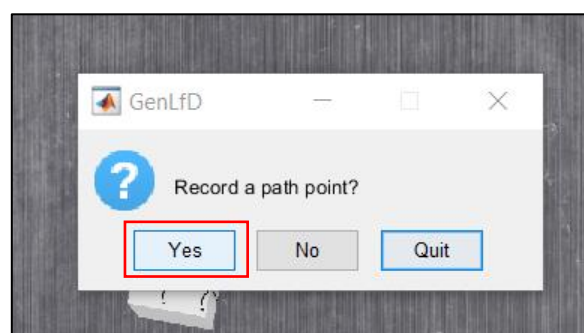 GenLfD
Record a path point?
Yes No Quit
? ?